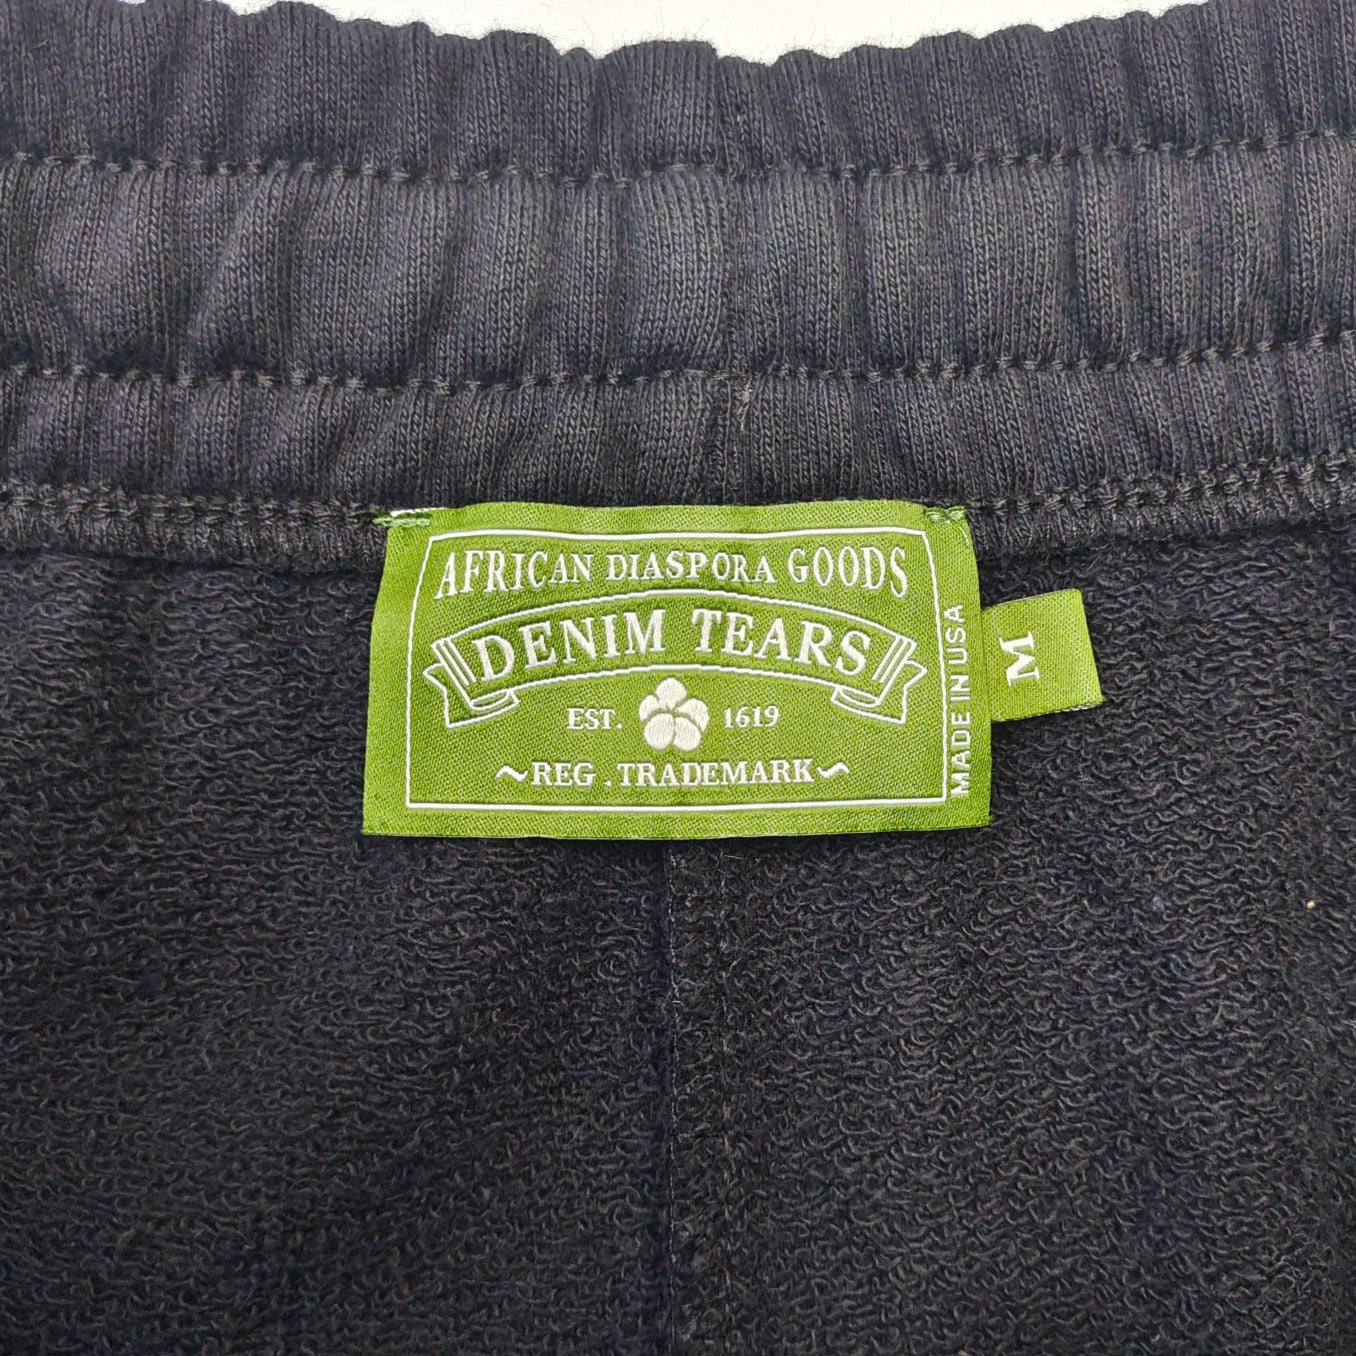 AFRICAN DIASPORA GOODS
DENIM TEARS
EST. 1619
~REG. TRADEMARK~
MADE IN USA
M